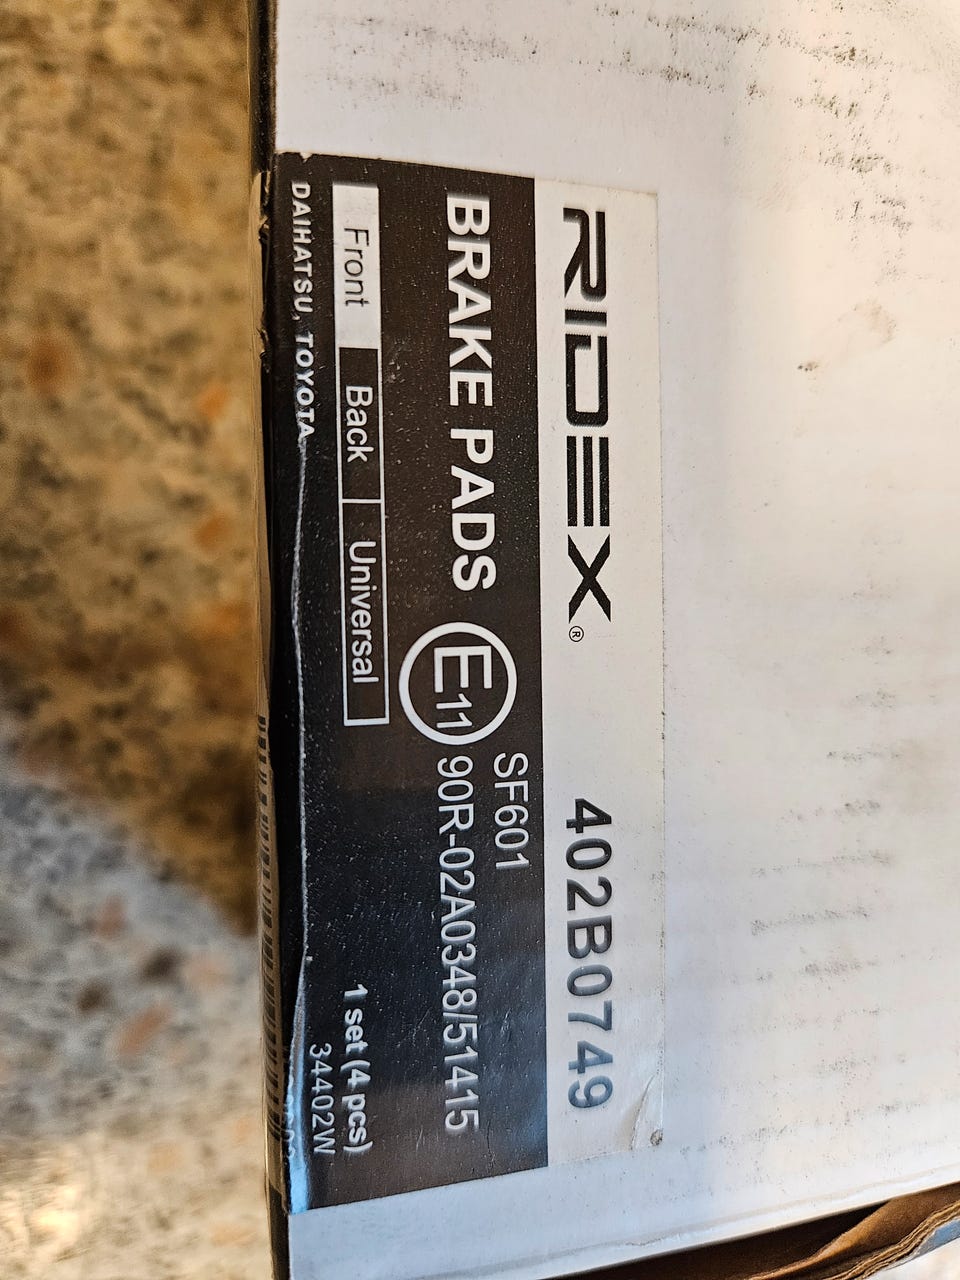 RIDEX® 402B0749
SF601
BRAKE PADS E11 90R-02A0348/51415
Front Back Universal
1 set (4 pcs)
DAIHATSU, TOYOTA
34402W